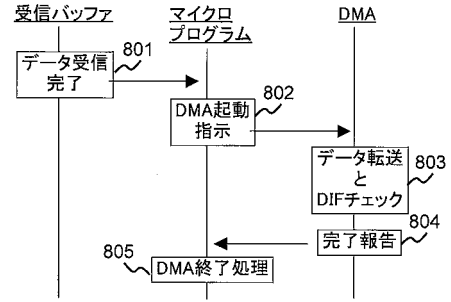 受信バッファ
マイクロ
プログラム
DMA
データ受信
完了
801
DMA起動
指示
802
データ転送
と
DIFチェック
803
完了報告
804
805
DMA終了処理